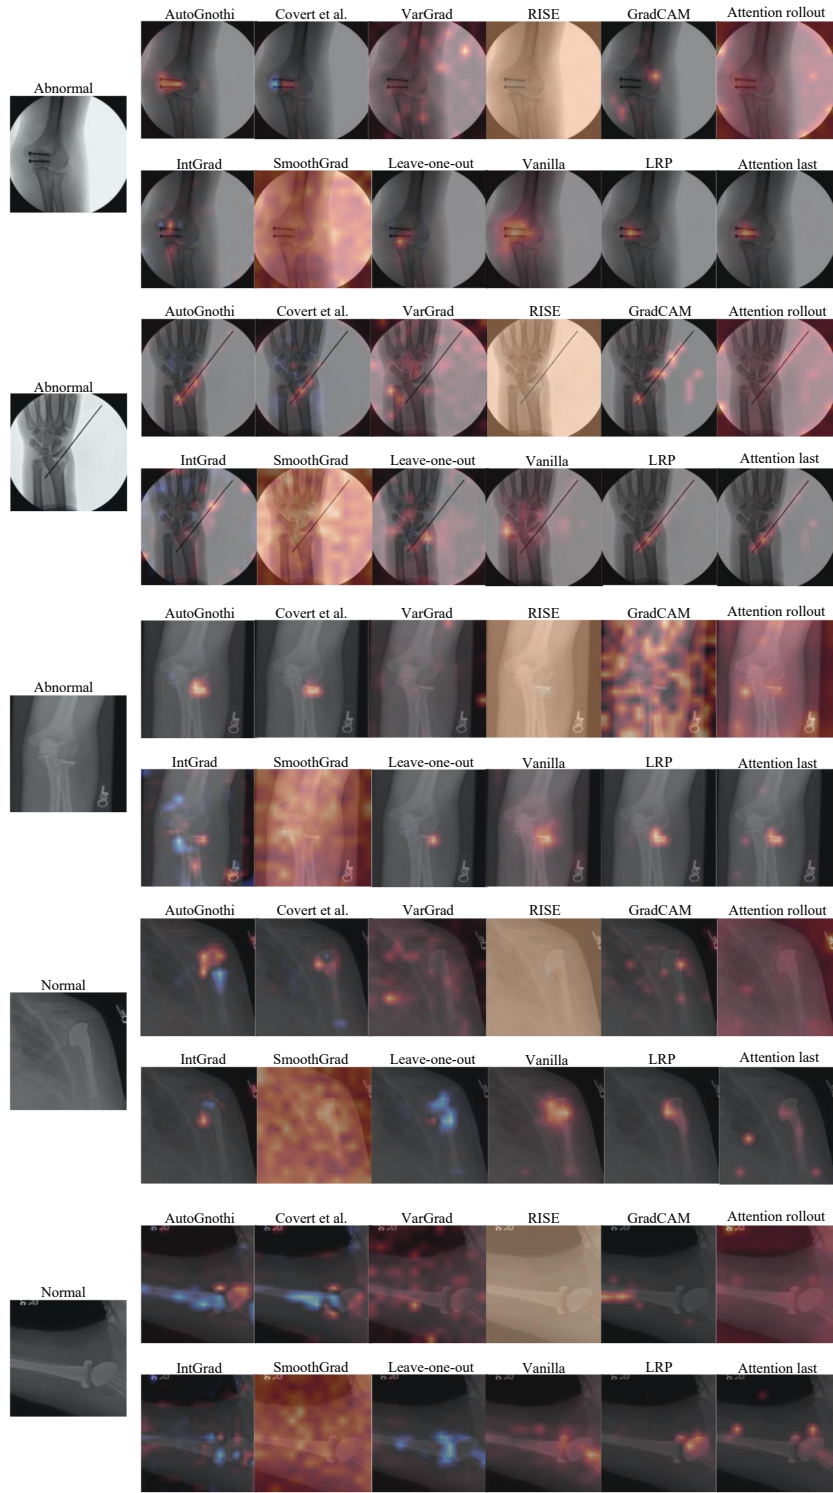 AutoGnothi Covert et al. VarGrad RISE GradCAM Attention rollout
Abnormal
IntGrad SmoothGrad Leave-one-out Vanilla LRP Attention last
AutoGnothi Covert et al. VarGrad RISE GradCAM Attention rollout
Abnormal
IntGrad SmoothGrad Leave-one-out Vanilla LRP Attention last
AutoGnothi Covert et al. VarGrad RISE GradCAM Attention rollout
Abnormal
IntGrad SmoothGrad Leave-one-out Vanilla LRP Attention last
AutoGnothi Covert et al. VarGrad RISE GradCAM Attention rollout
Normal
IntGrad SmoothGrad Leave-one-out Vanilla LRP Attention last
AutoGnothi Covert et al. VarGrad RISE GradCAM Attention rollout
Normal
IntGrad SmoothGrad Leave-one-out Vanilla LRP Attention last